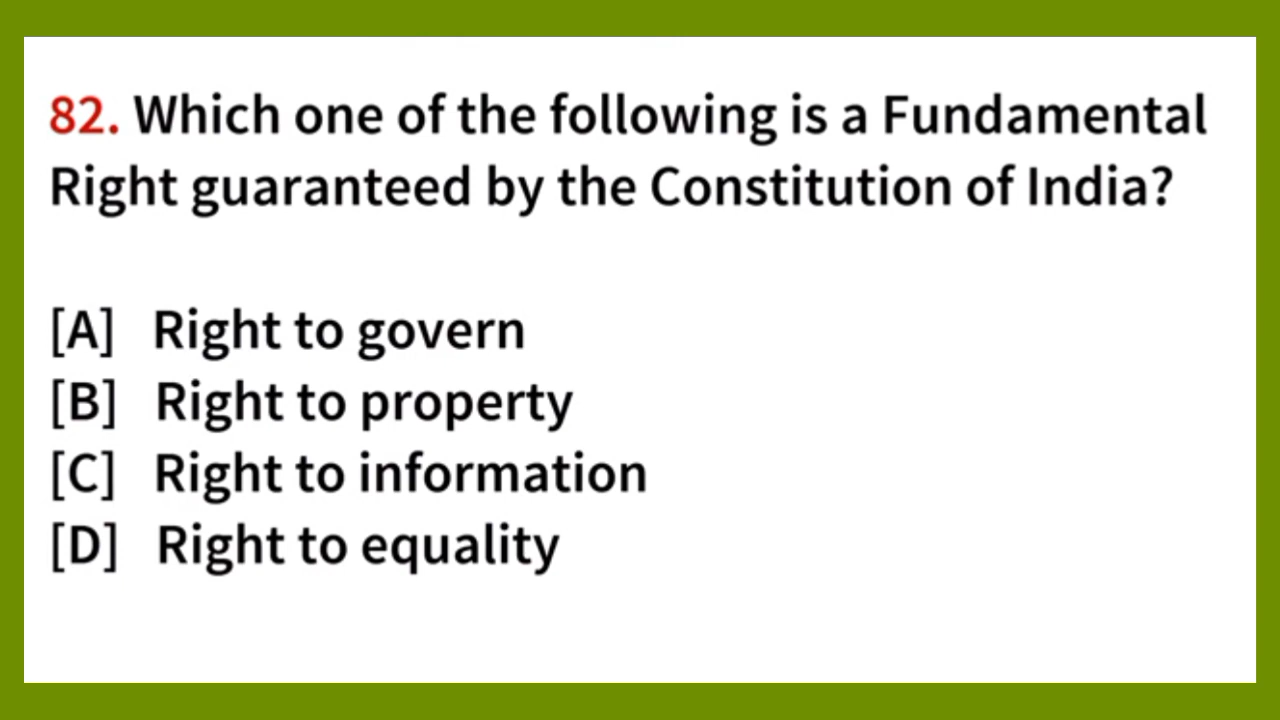 82. Which one of the following is a Fundamental
Right guaranteed by the Constitution of India?
[A] Right to govern
[B] Right to property
[C] Right to information
[D] Right to equality